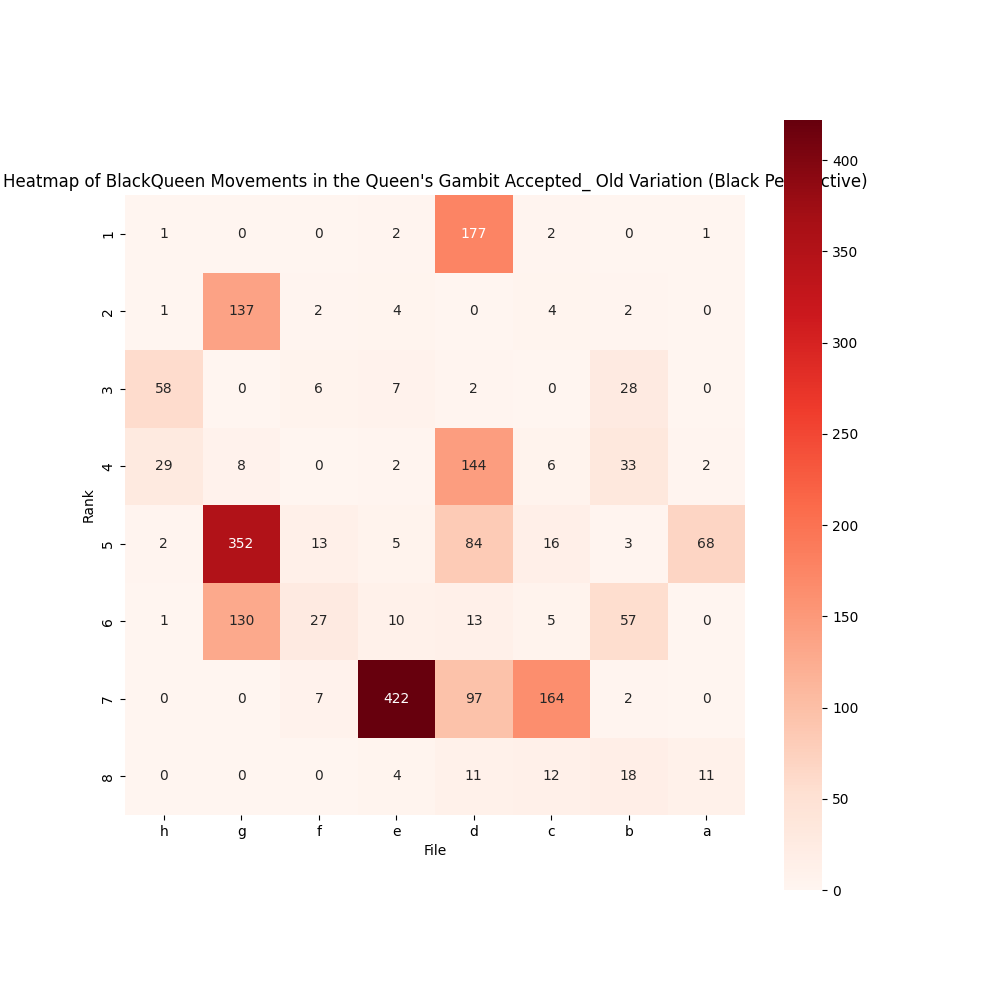 Heatmap of BlackQueen Movements in the Queen's Gambit Accepted_ Old Variation (Black Pe ctive)
400
1 1 0 0 2 177 2 0 1
350
2 1 137 2 4 0 4 2 0
300
3 58 0 6 7 2 0 28 0
250
4 29 8 0 2 144 6 33 2
Rank
200
5 2 352 13 5 84 16 3 68
150
6 1 130 27 10 13 5 57 0
100
7 0 0 7 422 97 164 2 0
50
8 0 0 0 4 11 12 18 11
h g f e d c b a
File
0